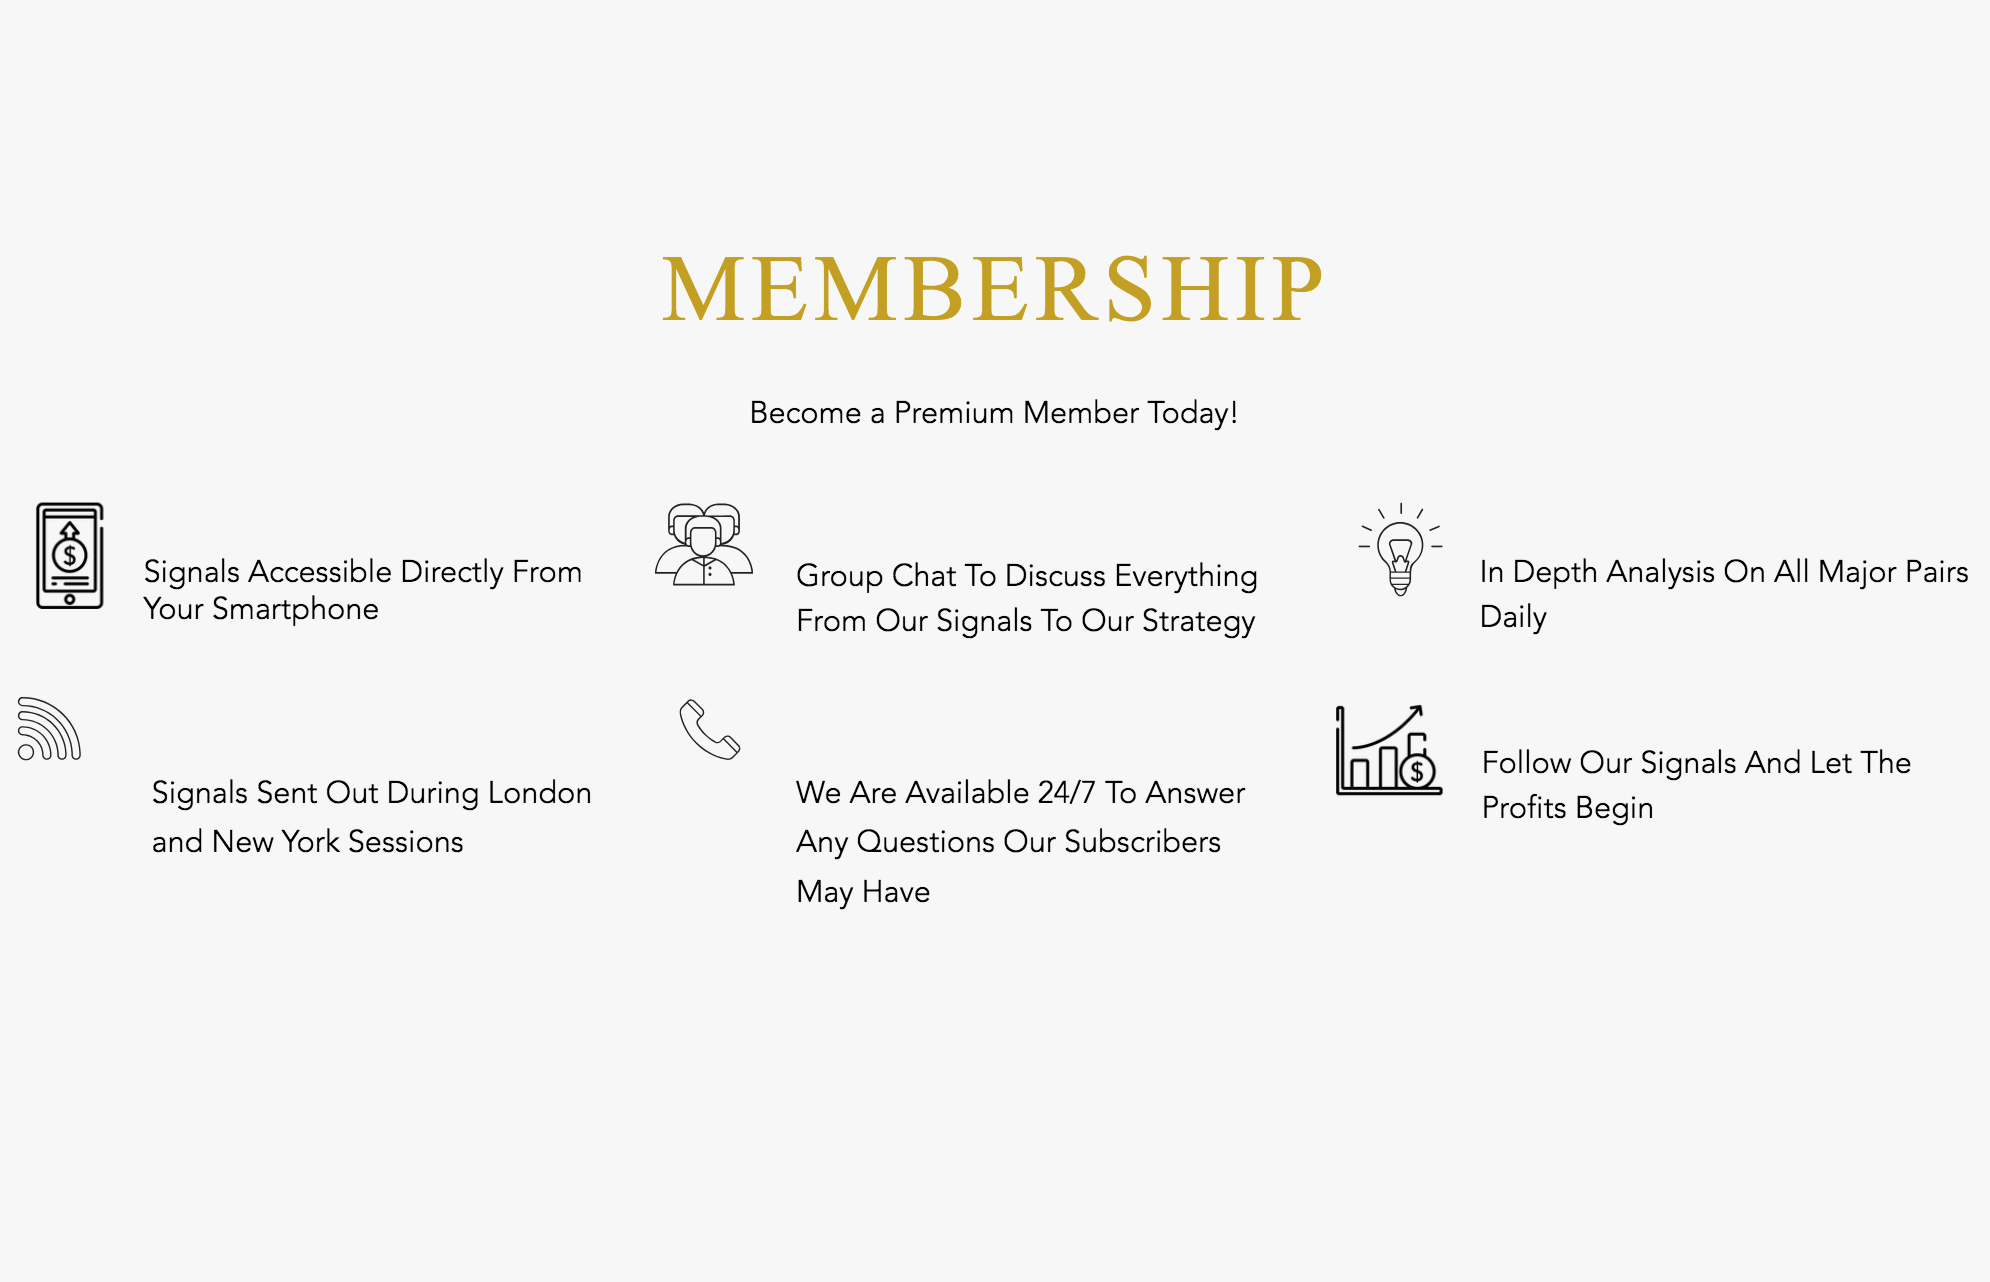 MEMBERSHIP
Become a Premium Member Today!
$
Signals Accessible Directly From
Your Smartphone
Group Chat To Discuss Everything
From Our Signals To Our Strategy
In Depth Analysis On All Major Pairs
Daily
Signals Sent Out During London
and New York Sessions
We Are Available 24/7 To Answer
Any Questions Our Subscribers
May Have
$
Follow Our Signals And Let The
Profits Begin